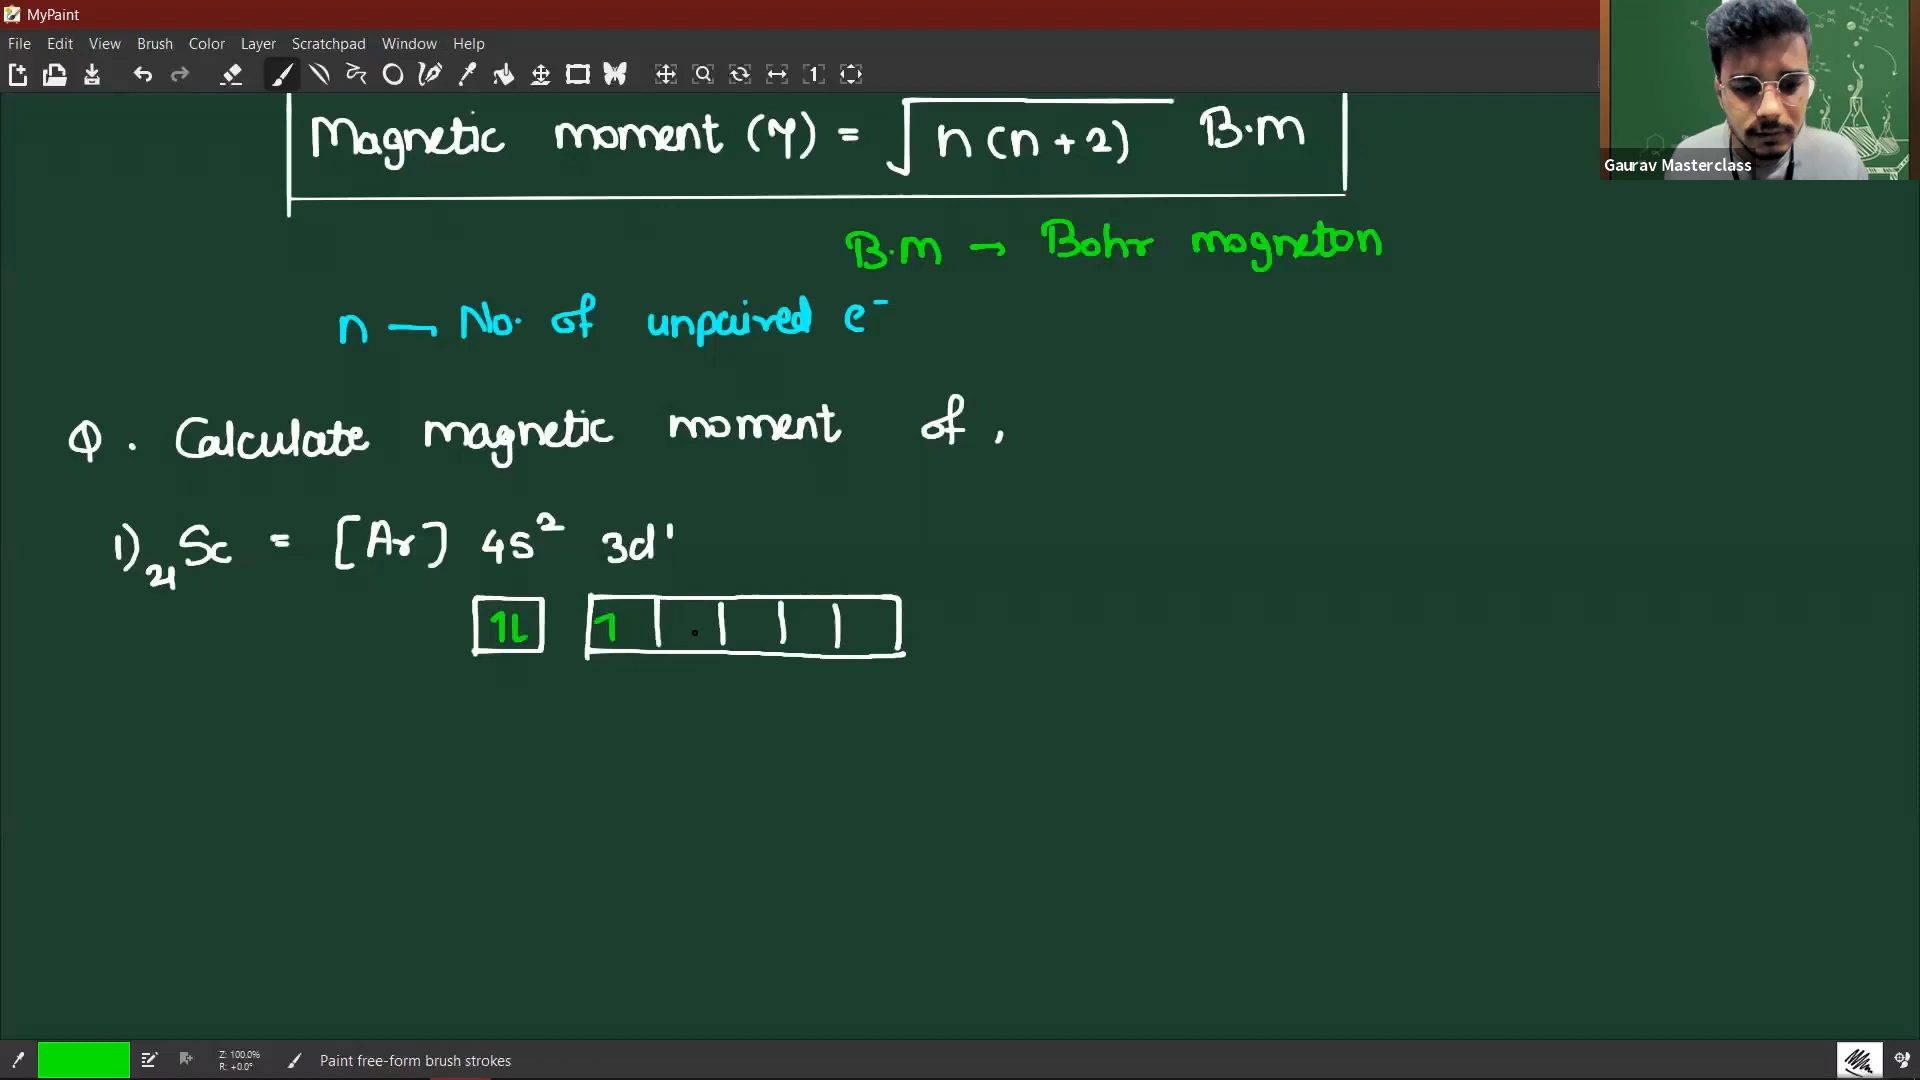 MyPaint
File Edit View Brush Color Layer Scratchpad Window Help
1
Gaurav Masterclass
Magnetic moment (μ) = √n(n+2) B.M
B.M → Bohr magneton
n — No. of unpaired e⁻
Q. Calculate magnetic moment of,
1) ₂₁Sc = [Ar] 4s² 3d¹
1L 1
Z: 100.0%
R: +0.0°
Paint free-form brush strokes